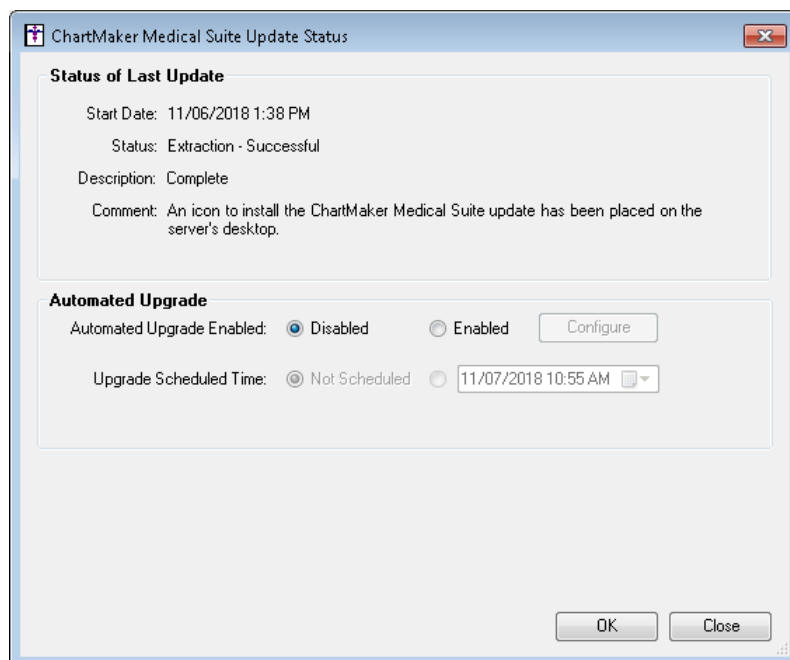 ChartMaker Medical Suite Update Status
Status of Last Update
Start Date: 11/06/2018 1:38 PM
Status: Extraction - Successful
Description: Complete
Comment: An icon to install the ChartMaker Medical Suite update has been placed on the
server's desktop.
Automated Upgrade
Automated Upgrade Enabled: Disabled Enabled Configure
Upgrade Scheduled Time: Not Scheduled 11/07/2018 10:55 AM
OK Close